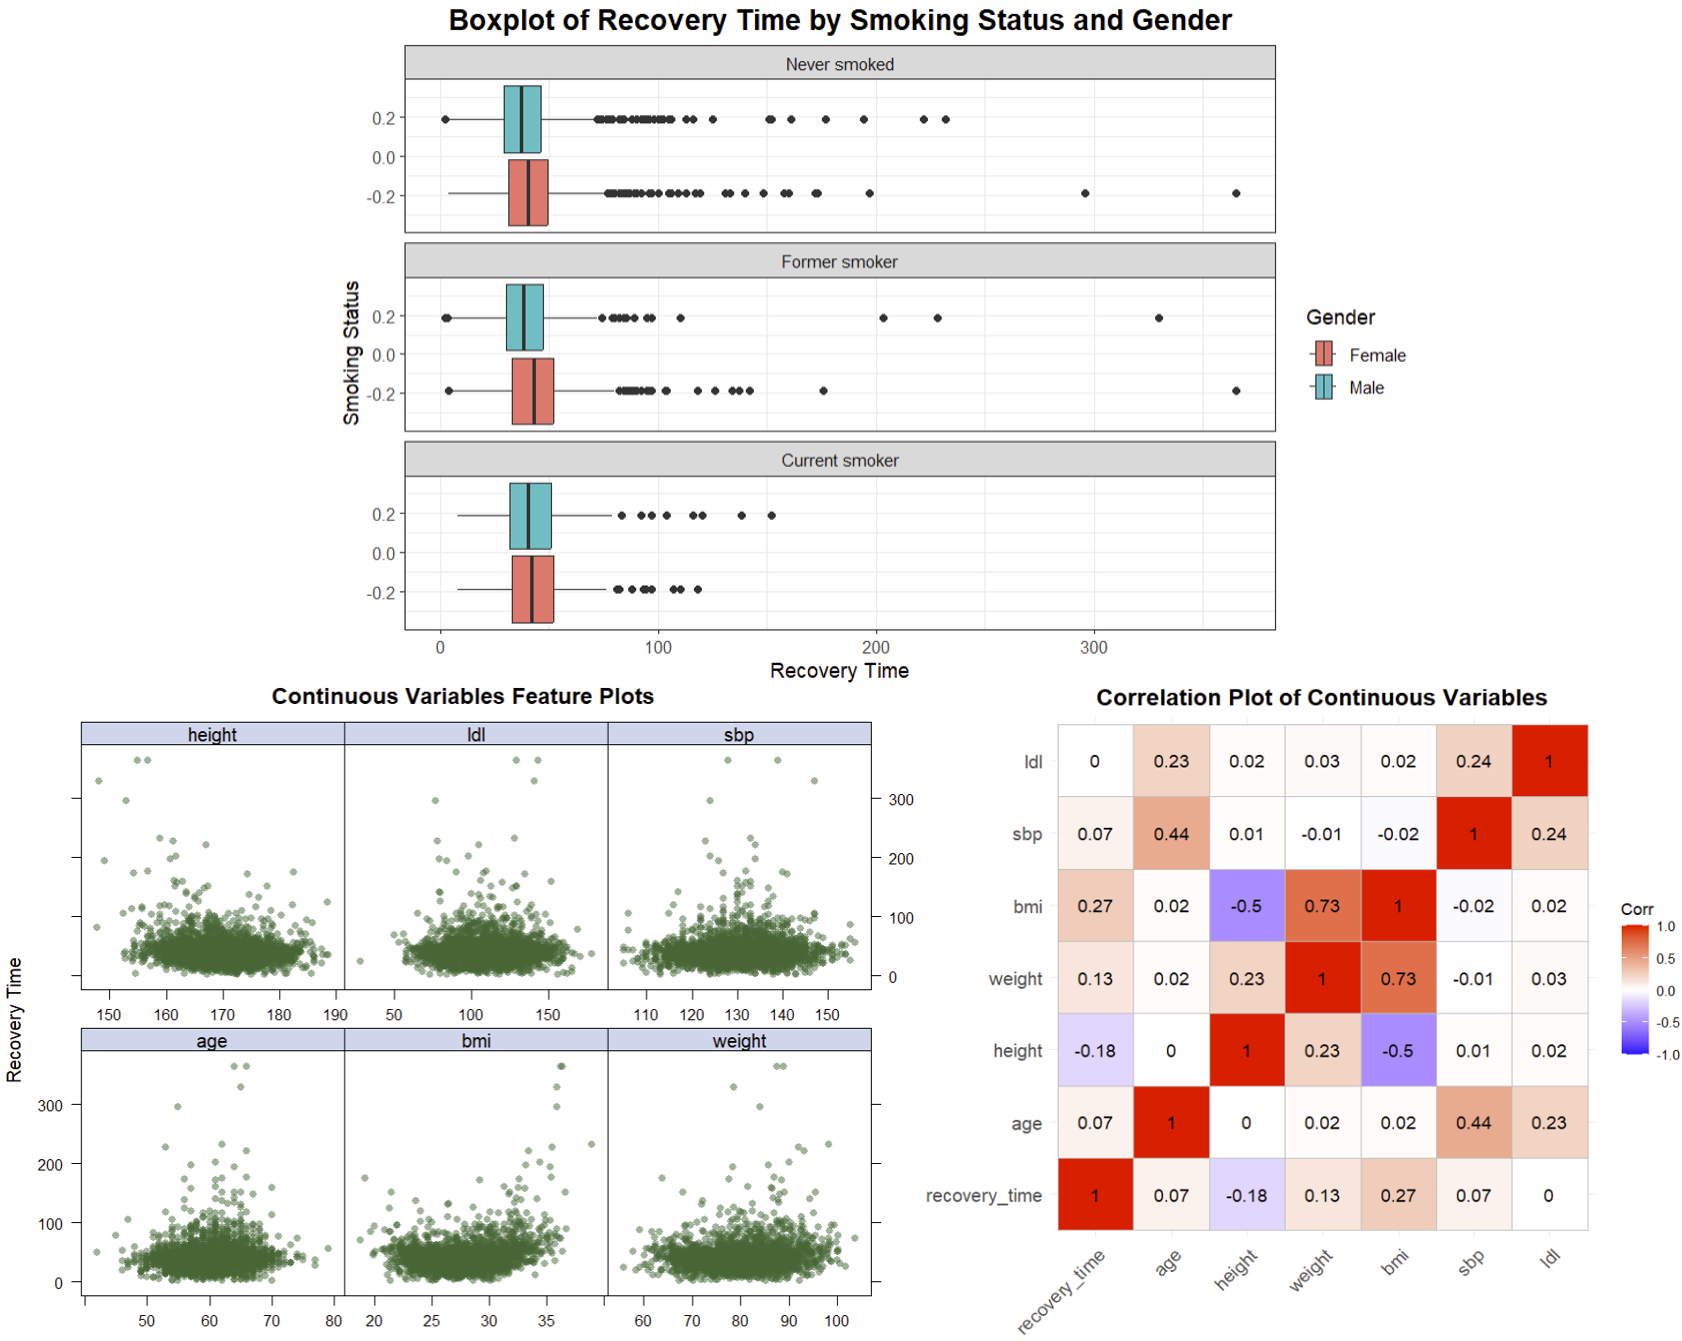 Boxplot of Recovery Time by Smoking Status and Gender
Never smoked
0.2
0.0
-0.2
Former smoker
0.2
0.0
-0.2
Current smoker
0.2
0.0
-0.2
Smoking Status
0 100 200 300
Recovery Time
Gender
Female
Male
Continuous Variables Feature Plots
height ldl sbp
300
200
100
0
150 160 170 180 190 50 100 150 110 120 130 140 150
age bmi weight
300
200
100
0
50 60 70 80 20 25 30 35 60 70 80 90 100
Recovery Time
Correlation Plot of Continuous Variables
ldl 0 0.23 0.02 0.03 0.02 0.24 1
sbp 0.07 0.44 0.01 -0.01 -0.02 1 0.24
bmi 0.27 0.02 -0.5 0.73 1 -0.02 0.02
weight 0.13 0.02 0.23 1 0.73 -0.01 0.03
height -0.18 0 1 0.23 -0.5 0.01 0.02
age 0.07 1 0 0.02 0.02 0.44 0.23
recovery_time 1 0.07 -0.18 0.13 0.27 0.07 0
recovery_time age height weight bmi sbp ldl
Corr
1.0
0.5
0.0
-0.5
-1.0